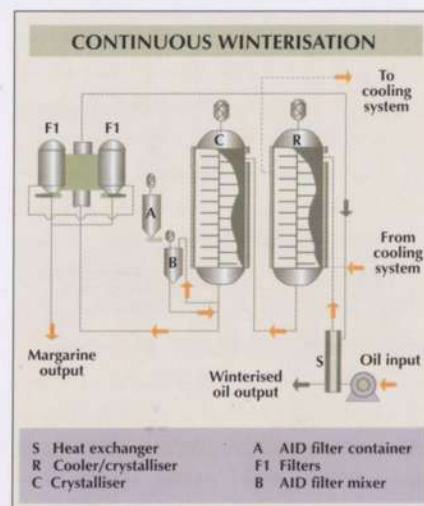 CONTINUOUS WINTERISATION
To
cooling
system
F1
F1
C
R
A
B
From
cooling
system
S
Margarine
output
Winterised
oil output
Oil input
S Heat exchanger
R Cooler/crystalliser
C Crystalliser
A AID filter container
F1 Filters
B AID filter mixer